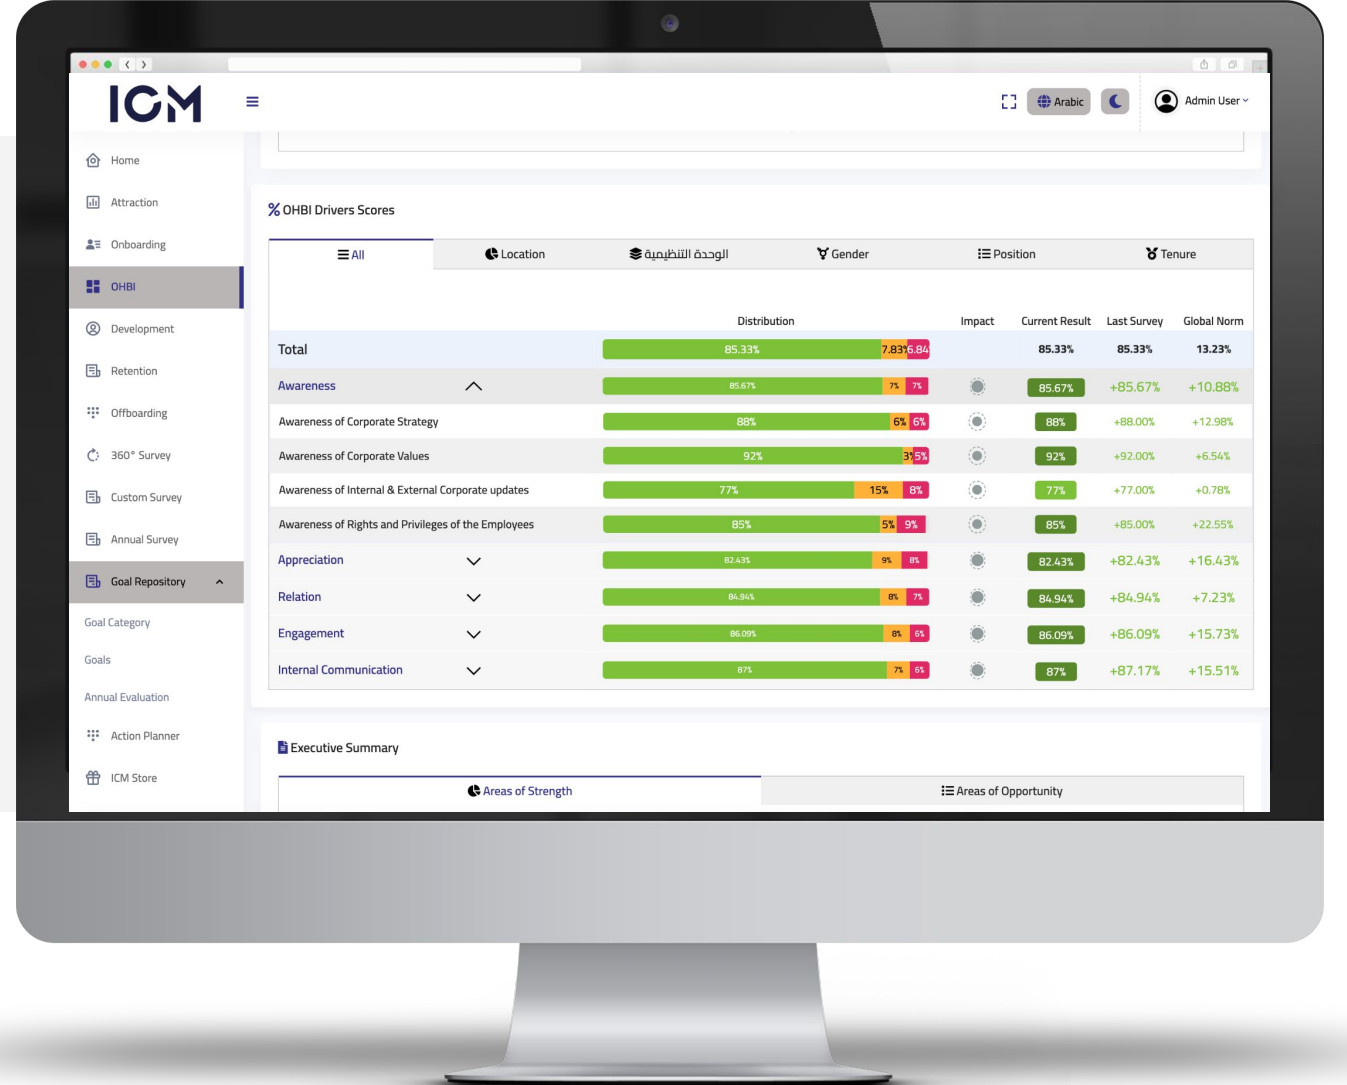 ICM
Arabic
Admin User
Home
Attraction
Onboarding
OHBI
Development
Retention
Offboarding
360° Survey
Custom Survey
Annual Survey
Goal Repository
Goal Category
Goals
Annual Evaluation
Action Planner
ICM Store
% OHBI Drivers Scores
All Location الوحدة التنظيمية Gender Position Tenure
Distribution Impact Current Result Last Survey Global Norm
Total 85.33% 7.83% 6.84 85.33% 85.33% 13.23%
Awareness 85.67% 7% 7% 85.67% +85.67% +10.88%
Awareness of Corporate Strategy 88% 6% 6% 88% +88.00% +12.98%
Awareness of Corporate Values 92% 3% 5% 92% +92.00% +6.54%
Awareness of Internal & External Corporate updates 77% 15% 8% 77% +77.00% +0.78%
Awareness of Rights and Privileges of the Employees 85% 5% 9% 85% +85.00% +22.55%
Appreciation 82.43% 9% 8% 82.43% +82.43% +16.43%
Relation 84.94% 8% 7% 84.94% +84.94% +7.23%
Engagement 86.09% 8% 6% 86.09% +86.09% +15.73%
Internal Communication 87% 7% 6% 87% +87.17% +15.51%
Executive Summary
Areas of Strength Areas of Opportunity